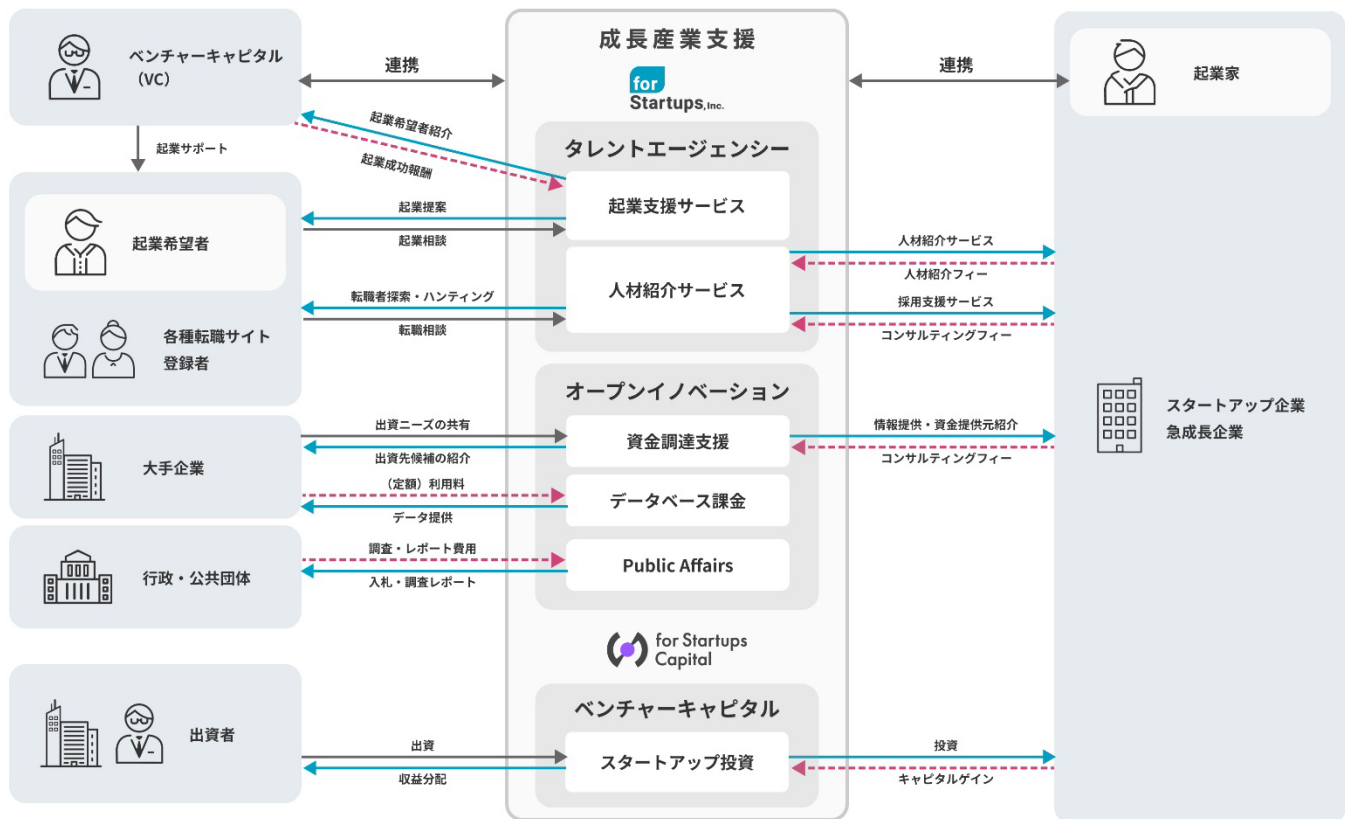 ベンチャーキャピタル
（VC）
起業サポート
起業希望者
各種転職サイト
登録者
大手企業
行政・公共団体
出資者
連携
起業希望者紹介
起業成功報酬
起業提案
起業相談
転職者探索・ハンティング
転職相談
出資ニーズの共有
出資先候補の紹介
（定額）利用料
データ提供
調査・レポート費用
入札・調査レポート
出資
収益分配
成長産業支援
for
Startups,Inc.
タレントエージェンシー
起業支援サービス
人材紹介サービス
オープンイノベーション
資金調達支援
データベース課金
Public Affairs
for Startups
Capital
ベンチャーキャピタル
スタートアップ投資
連携
人材紹介サービス
人材紹介フィー
採用支援サービス
コンサルティングフィー
情報提供・資金提供元紹介
コンサルティングフィー
投資
キャピタルゲイン
起業家
スタートアップ企業
急成長企業